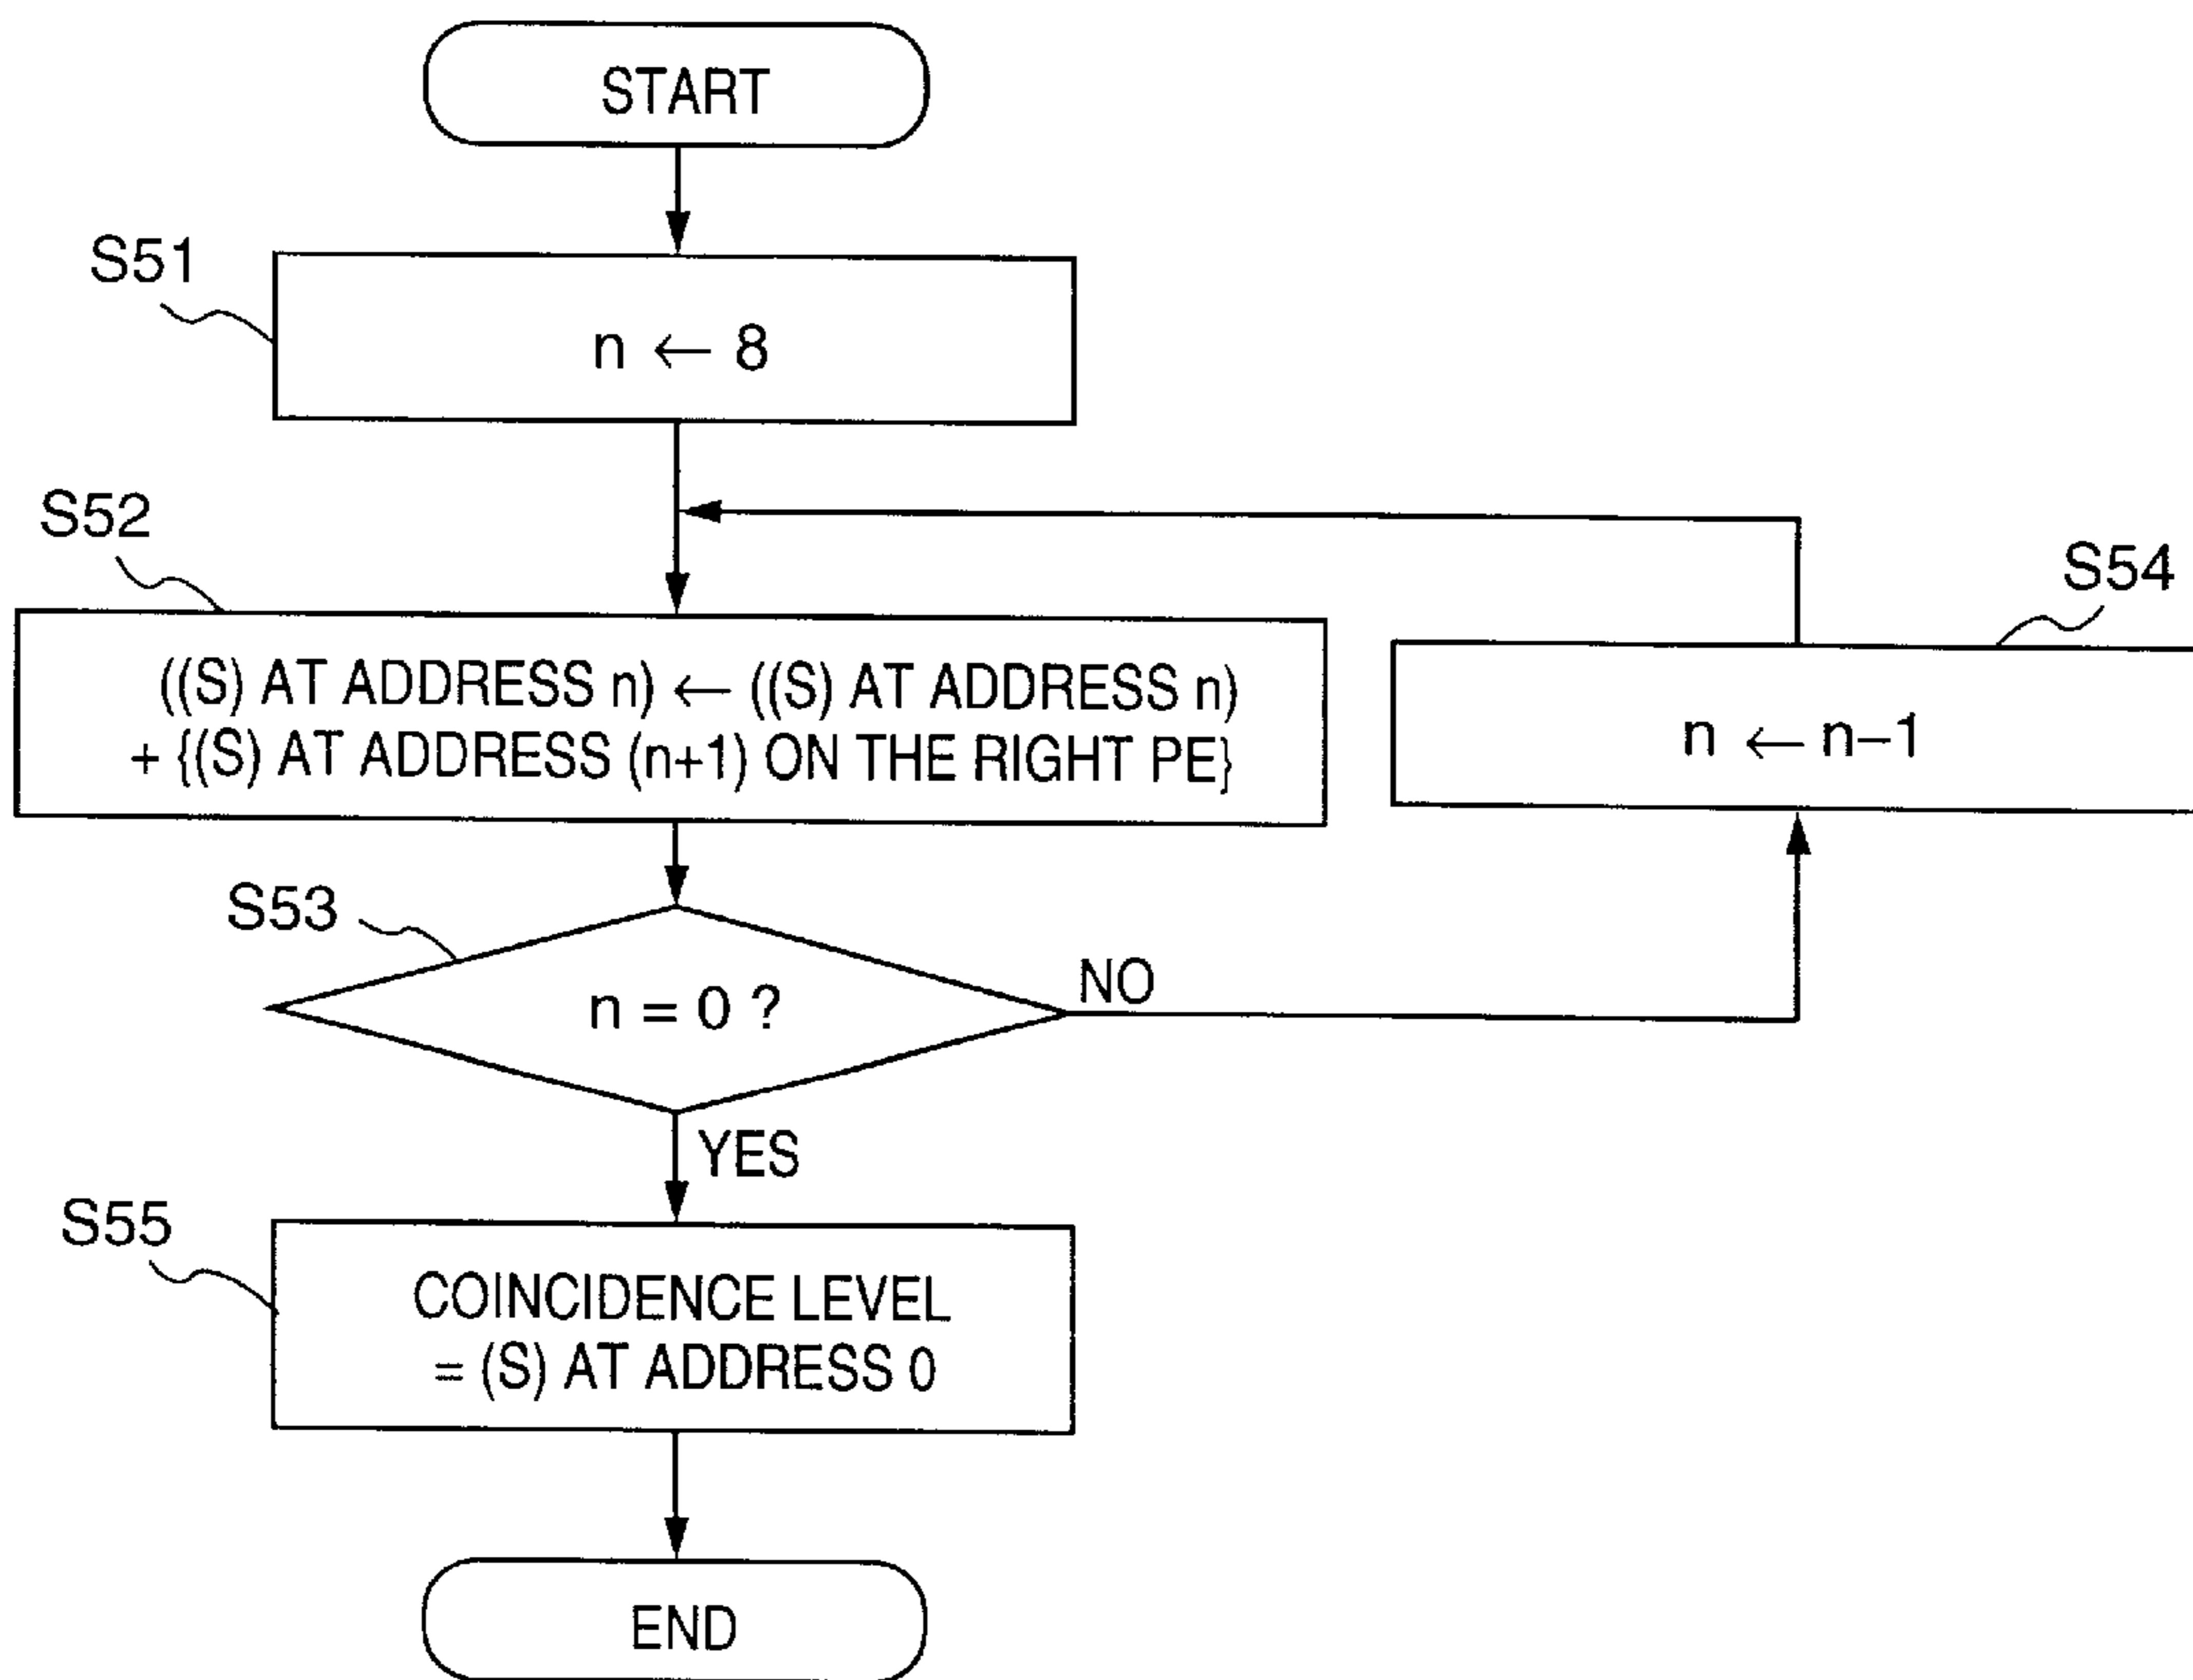 START
S51
n ← 8
S52
((S) AT ADDRESS n) ← ((S) AT ADDRESS n)
+ {(S) AT ADDRESS (n+1) ON THE RIGHT PE}
S54
n ← n−1
S53
n = 0 ?
NO
YES
S55
COINCIDENCE LEVEL
= (S) AT ADDRESS 0
END